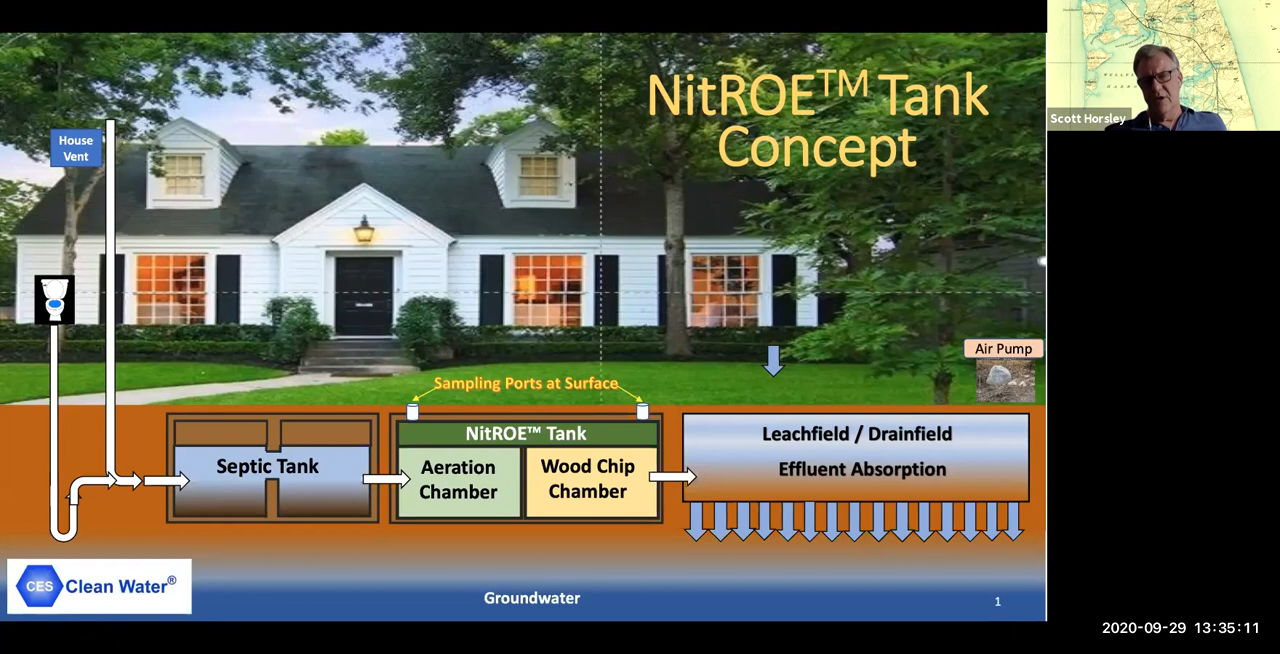 NitROE™ Tank
Concept
House
Vent
Scott Horsley
Air Pump
Sampling Ports at Surface
NitROE™ Tank
Septic Tank
Aeration
Chamber
Wood Chip
Chamber
Leachfield / Drainfield
Effluent Absorption
CES Clean Water®
Groundwater
1
2020-09-29 13:35:11